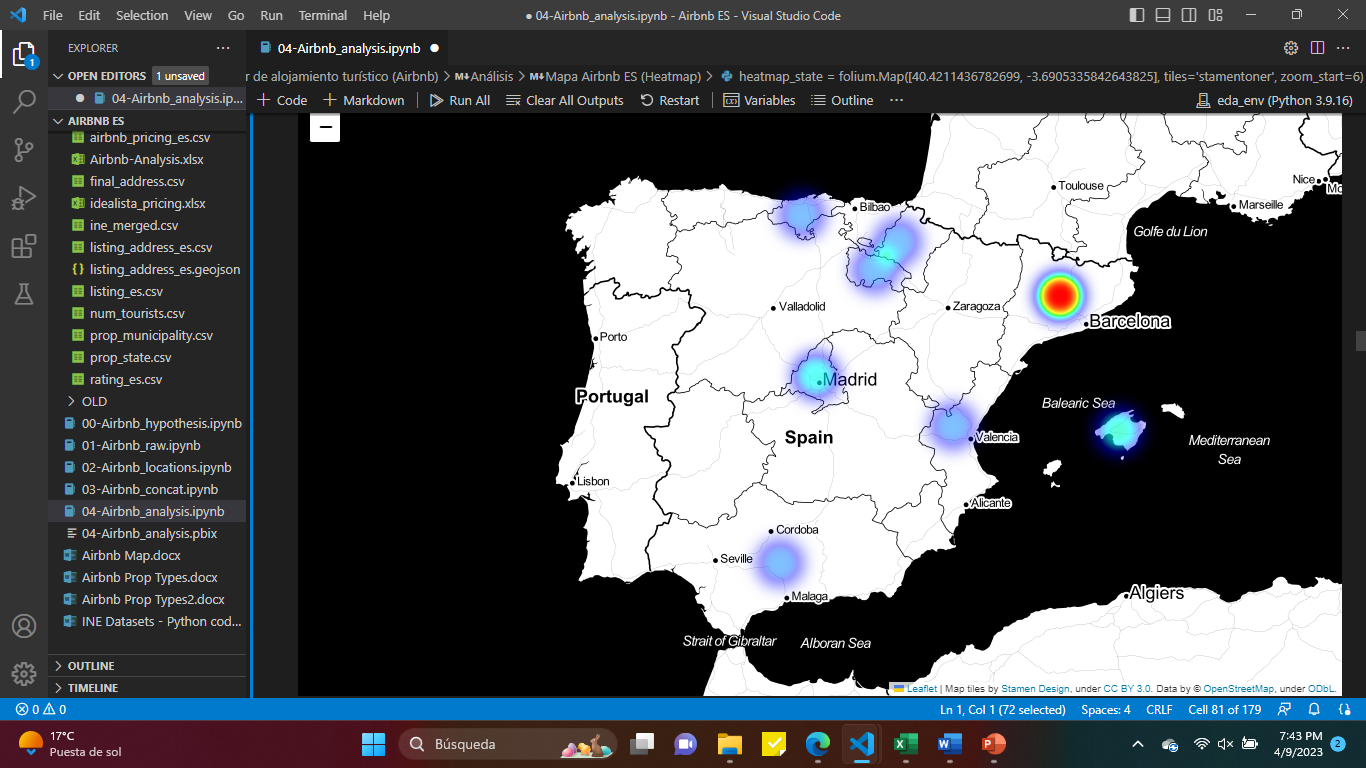 File Edit Selection View Go Run Terminal Help
● 04-Airbnb_analysis.ipynb - Airbnb ES - Visual Studio Code
EXPLORER
04-Airbnb_analysis.ipynb
OPEN EDITORS 1 unsaved
r de alojamiento turístico (Airbnb) > M↓Análisis > M↓Mapa Airbnb ES (Heatmap) > heatmap_state = folium.Map([40.4211436782699, -3.6905335842643825], tiles='stamentoner', zoom_start=6)
04-Airbnb_analysis.ip...
+ Code + Markdown Run All Clear All Outputs Restart Variables Outline ... eda_env (Python 3.9.16)
AIRBNB ES
airbnb_pricing_es.csv
Airbnb-Analysis.xlsx
final_address.csv
idealista_pricing.xlsx
ine_merged.csv
listing_address_es.csv
listing_address_es.geojson
listing_es.csv
num_tourists.csv
prop_municipality.csv
prop_state.csv
rating_es.csv
OLD
00-Airbnb_hypothesis.ipynb
01-Airbnb_raw.ipynb
02-Airbnb_locations.ipynb
03-Airbnb_concat.ipynb
04-Airbnb_analysis.ipynb
04-Airbnb_analysis.pbix
Airbnb Map.docx
Airbnb Prop Types.docx
Airbnb Prop Types2.docx
INE Datasets - Python cod...
OUTLINE
TIMELINE
1
−
Toulouse
Nice
Mo
Marseille
Bilbao
Golfe du Lion
Valladolid
Zaragoza
Barcelona
Porto
Madrid
Portugal
Balearic Sea
Spain
Valencia
Mediterranean
Sea
Lisbon
Alicante
Cordoba
Seville
Malaga
Algiers
Strait of Gibraltar
Alboran Sea
Leaflet | Map tiles by Stamen Design, under CC BY 3.0. Data by © OpenStreetMap, under ODbL.
0 0
Ln 1, Col 1 (72 selected) Spaces: 4 CRLF Cell 81 of 179
17°C
Puesta de sol
Búsqueda
7:43 PM
4/9/2023
2